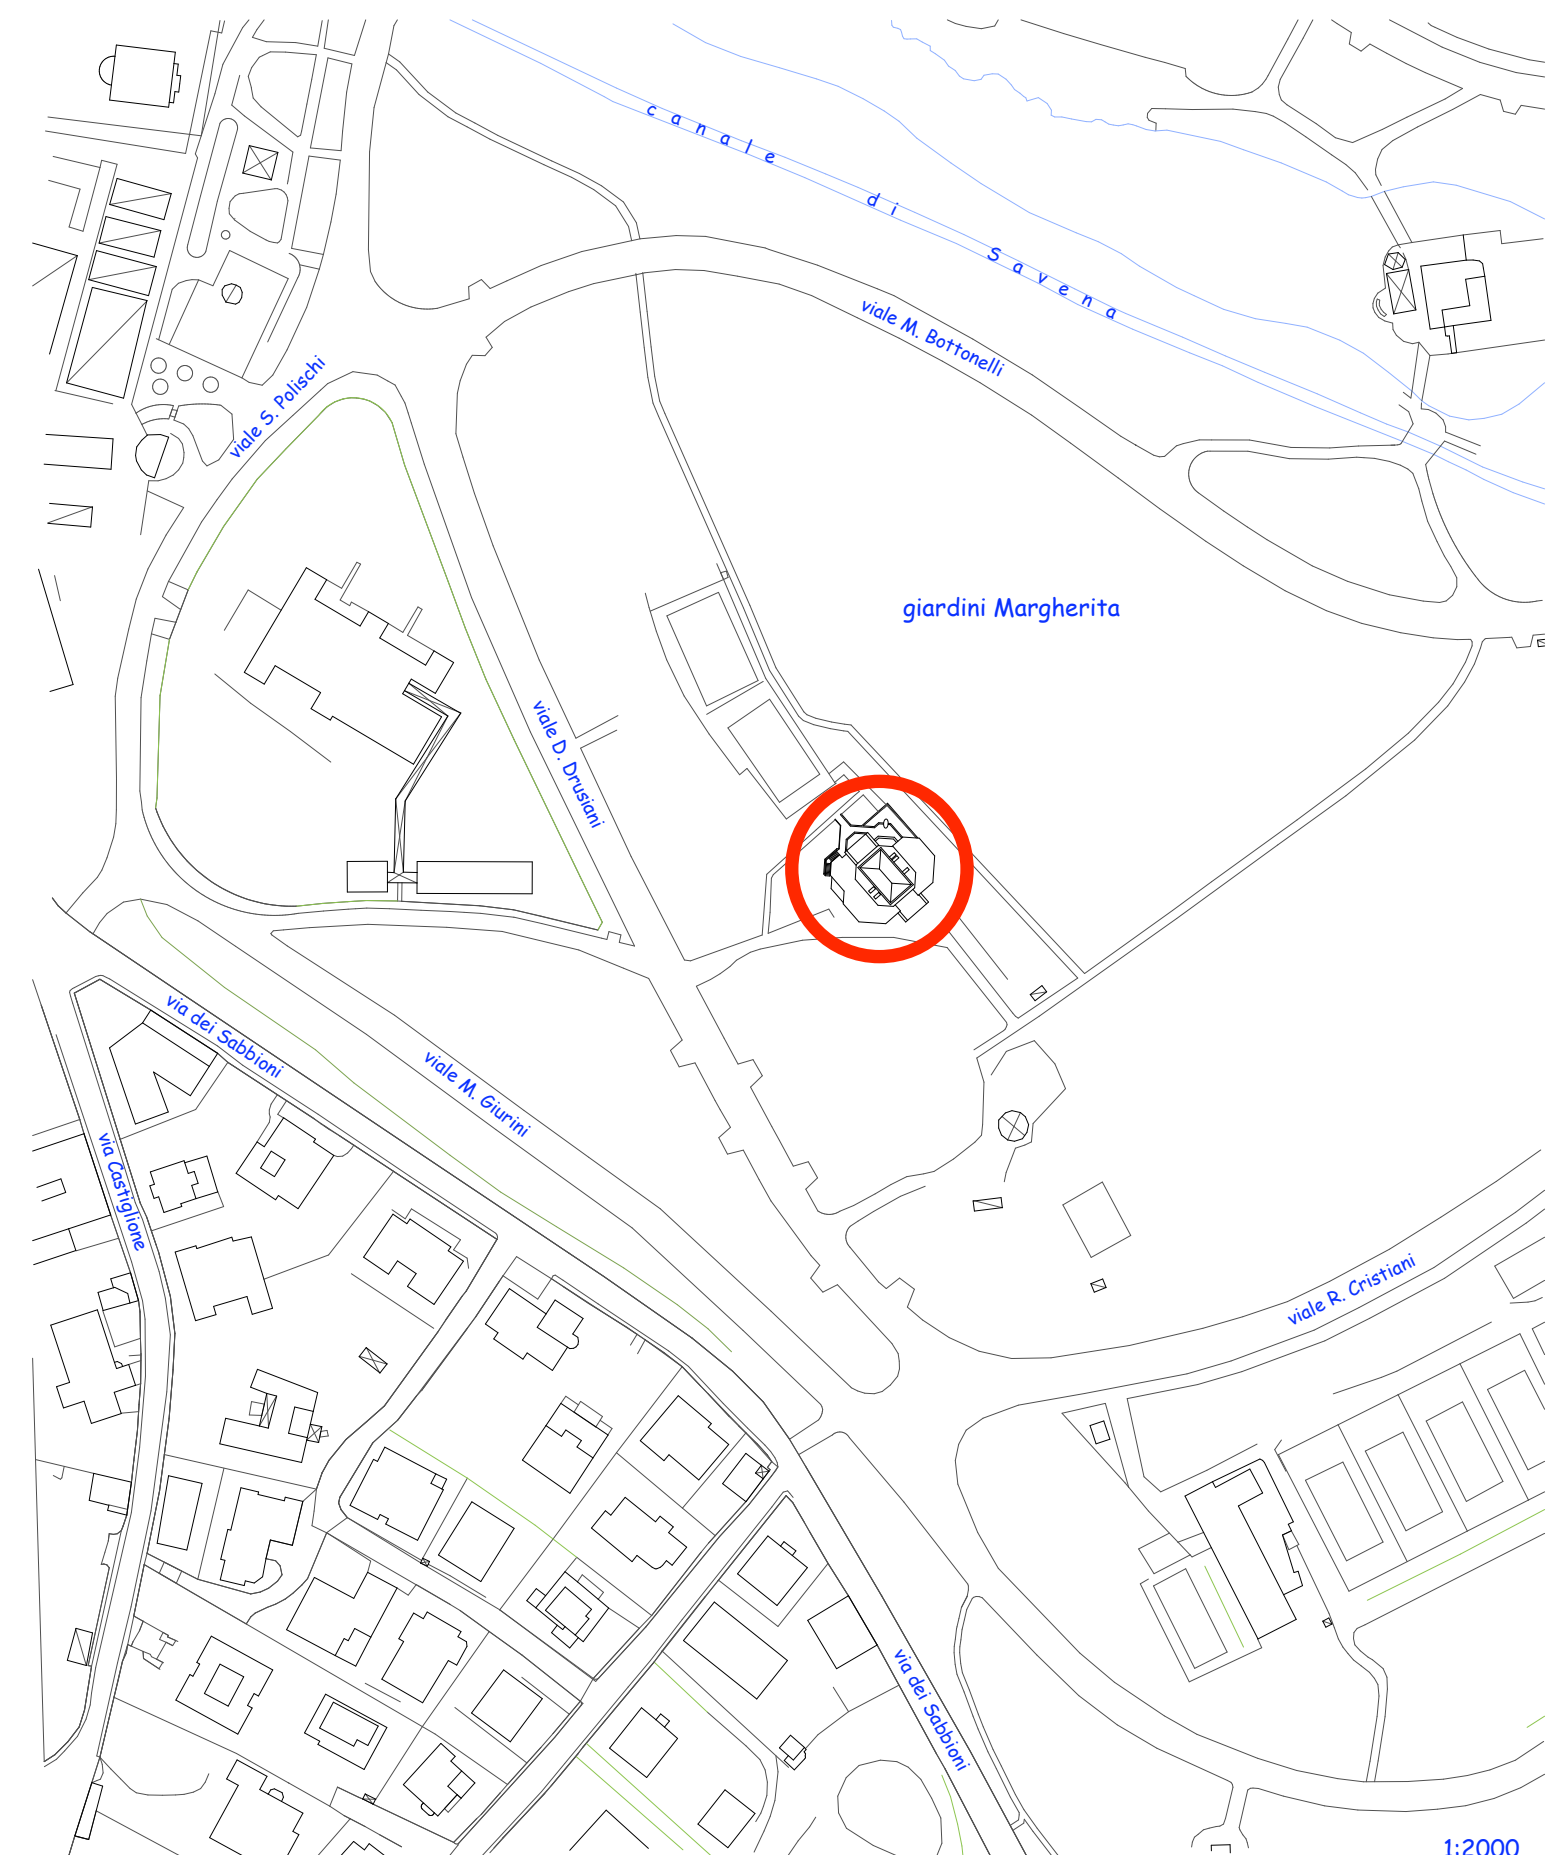 canale di Savena
viale M. Bottonelli
viale S. Polischi
giardini Margherita
viale D. Drusiani
via dei Sabbioni
viale M. Giurini
via Castiglione
viale R. Cristiani
via dei Sabbioni
1:2000